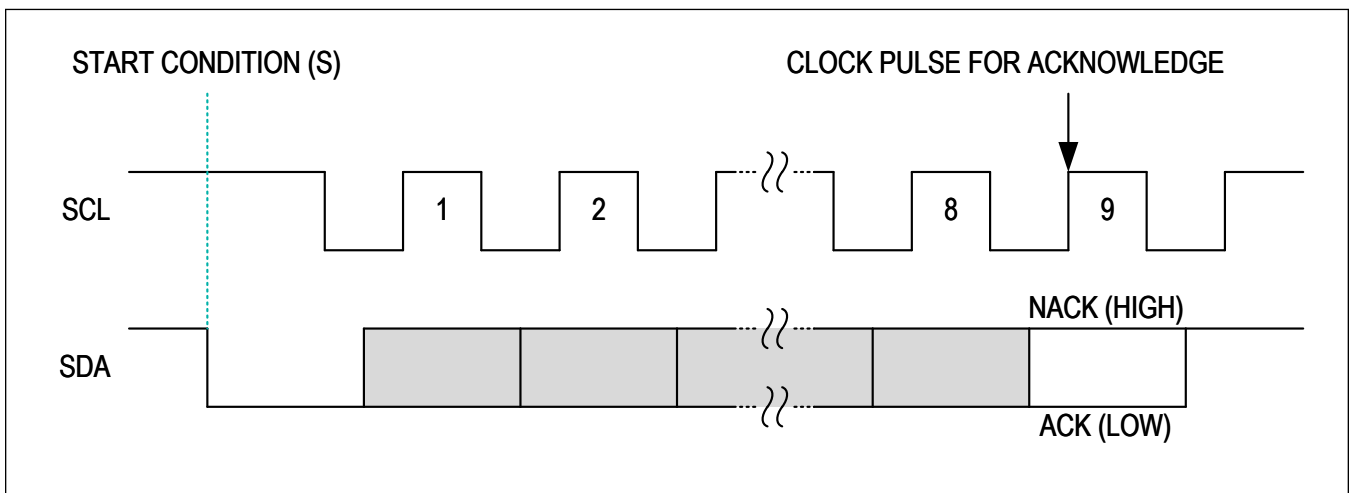 START CONDITION (S)
CLOCK PULSE FOR ACKNOWLEDGE
SCL
1
2
8
9
NACK (HIGH)
SDA
ACK (LOW)